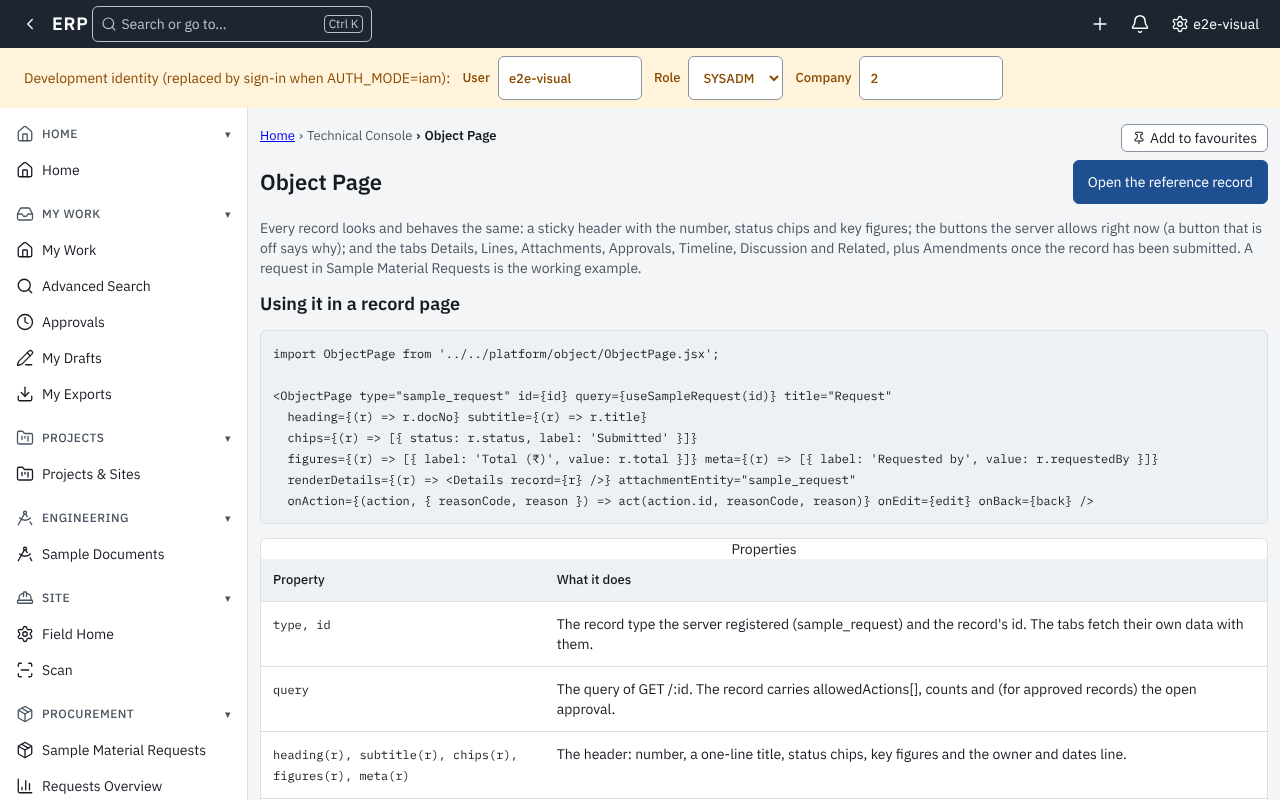 ERP
Search or go to...
Ctrl K
e2e-visual
Development identity (replaced by sign-in when AUTH_MODE=iam):
User
e2e-visual
Role
SYSADM
Company
2
HOME
Home
MY WORK
My Work
Advanced Search
Approvals
My Drafts
My Exports
PROJECTS
Projects & Sites
ENGINEERING
Sample Documents
SITE
Field Home
Scan
PROCUREMENT
Sample Material Requests
Requests Overview
Home › Technical Console › Object Page
Add to favourites
Object Page
Open the reference record
Every record looks and behaves the same: a sticky header with the number, status chips and key figures; the buttons the server allows right now (a button that is
off says why); and the tabs Details, Lines, Attachments, Approvals, Timeline, Discussion and Related, plus Amendments once the record has been submitted. A
request in Sample Material Requests is the working example.
Using it in a record page
import ObjectPage from '../../platform/object/ObjectPage.jsx';
<ObjectPage type="sample_request" id={id} query={useSampleRequest(id)} title="Request"
heading={(r) => r.docNo} subtitle={(r) => r.title}
chips={(r) => [{ status: r.status, label: 'Submitted' }]}
figures={(r) => [{ label: 'Total (₹)', value: r.total }]} meta={(r) => [{ label: 'Requested by', value: r.requestedBy }]}
renderDetails={(r) => <Details record={r} />} attachmentEntity="sample_request"
onAction={(action, { reasonCode, reason }) => act(action.id, reasonCode, reason)} onEdit={edit} onBack={back} />
Properties
Property
What it does
type, id
The record type the server registered (sample_request) and the record's id. The tabs fetch their own data with
them.
query
The query of GET /:id. The record carries allowedActions[], counts and (for approved records) the open
approval.
heading(r), subtitle(r), chips(r),
figures(r), meta(r)
The header: number, a one-line title, status chips, key figures and the owner and dates line.